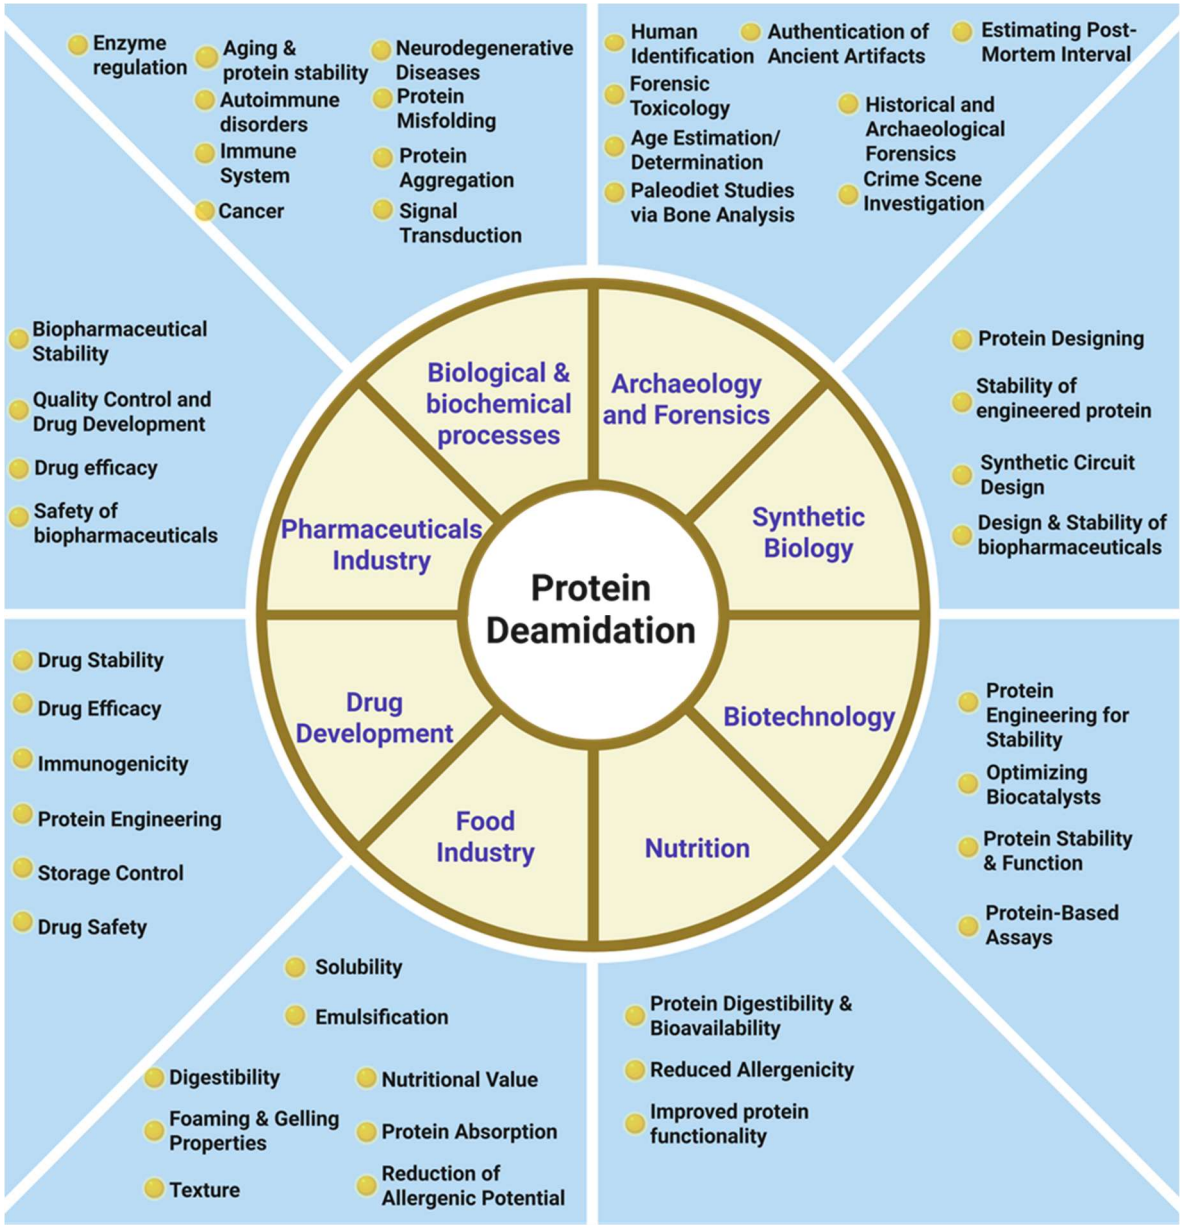 Enzyme
regulation
Aging &
protein stability
Autoimmune
disorders
Immune
System
Cancer
Neurodegenerative
Diseases
Protein
Misfolding
Protein
Aggregation
Signal
Transduction
Human
Identification
Forensic
Toxicology
Age Estimation/
Determination
Paleodiet Studies
via Bone Analysis
Authentication of
Ancient Artifacts
Estimating Post-
Mortem Interval
Historical and
Archaeological
Forensics
Crime Scene
Investigation
Biopharmaceutical
Stability
Quality Control and
Drug Development
Drug efficacy
Safety of
biopharmaceuticals
Biological &
biochemical
processes
Archaeology
and Forensics
Pharmaceuticals
Industry
Synthetic
Biology
Protein
Deamidation
Drug
Development
Biotechnology
Food
Industry
Nutrition
Protein Designing
Stability of
engineered protein
Synthetic Circuit
Design
Design & Stability of
biopharmaceuticals
Drug Stability
Drug Efficacy
Immunogenicity
Protein Engineering
Storage Control
Drug Safety
Protein
Engineering for
Stability
Optimizing
Biocatalysts
Protein Stability
& Function
Protein-Based
Assays
Solubility
Emulsification
Digestibility
Foaming & Gelling
Properties
Texture
Nutritional Value
Protein Absorption
Reduction of
Allergenic Potential
Protein Digestibility &
Bioavailability
Reduced Allergenicity
Improved protein
functionality